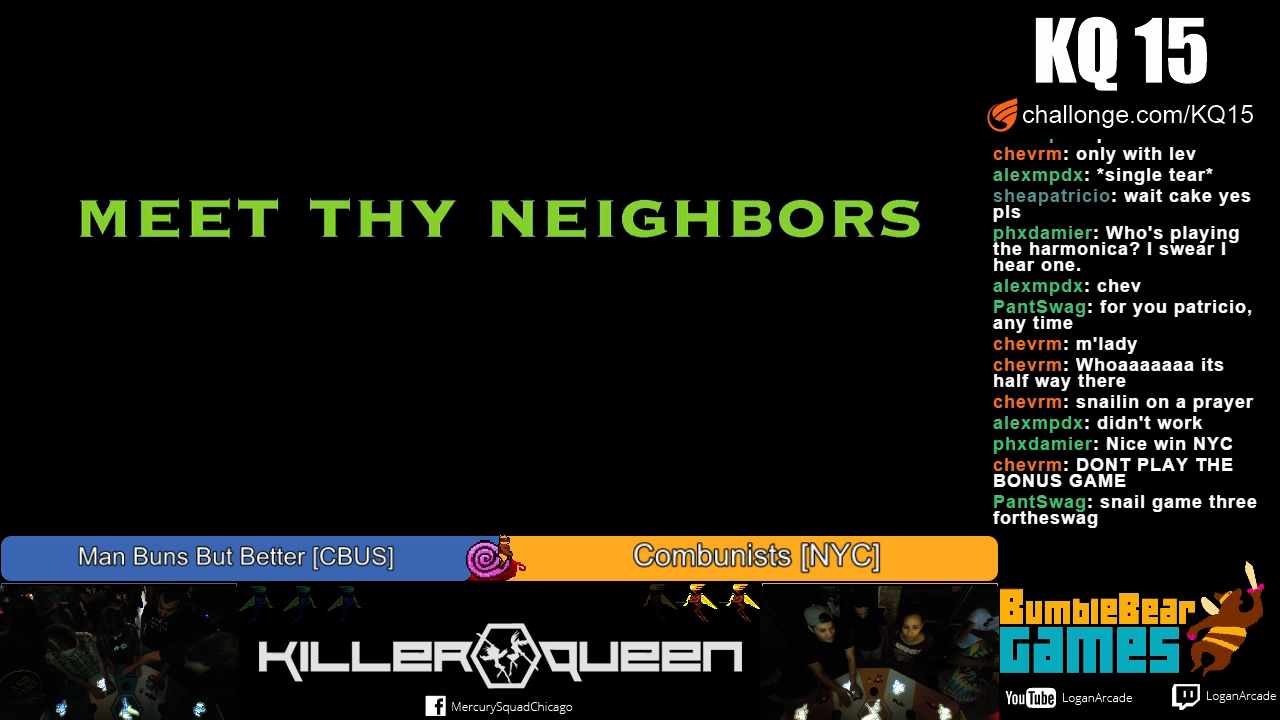 KQ 15
challonge.com/KQ15
chevrm: only with lev
alexmpdx: *single tear*
sheapatricio: wait cake yes
pls
phxdamier: Who's playing
the harmonica? I swear I
hear one.
alexmpdx: chev
PantSwag: for you patricio,
any time
chevrm: m'lady
chevrm: Whoaaaaaaa its
half way there
chevrm: snailin on a prayer
alexmpdx: didn't work
phxdamier: Nice win NYC
chevrm: DONT PLAY THE
BONUS GAME
PantSwag: snail game three
fortheswag
MEET THY NEIGHBORS
Man Buns But Better [CBUS]
Combunists [NYC]
KILLER QUEEN
MercurySquadChicago
BumbleBear
Games
YouTube LoganArcade
LoganArcade